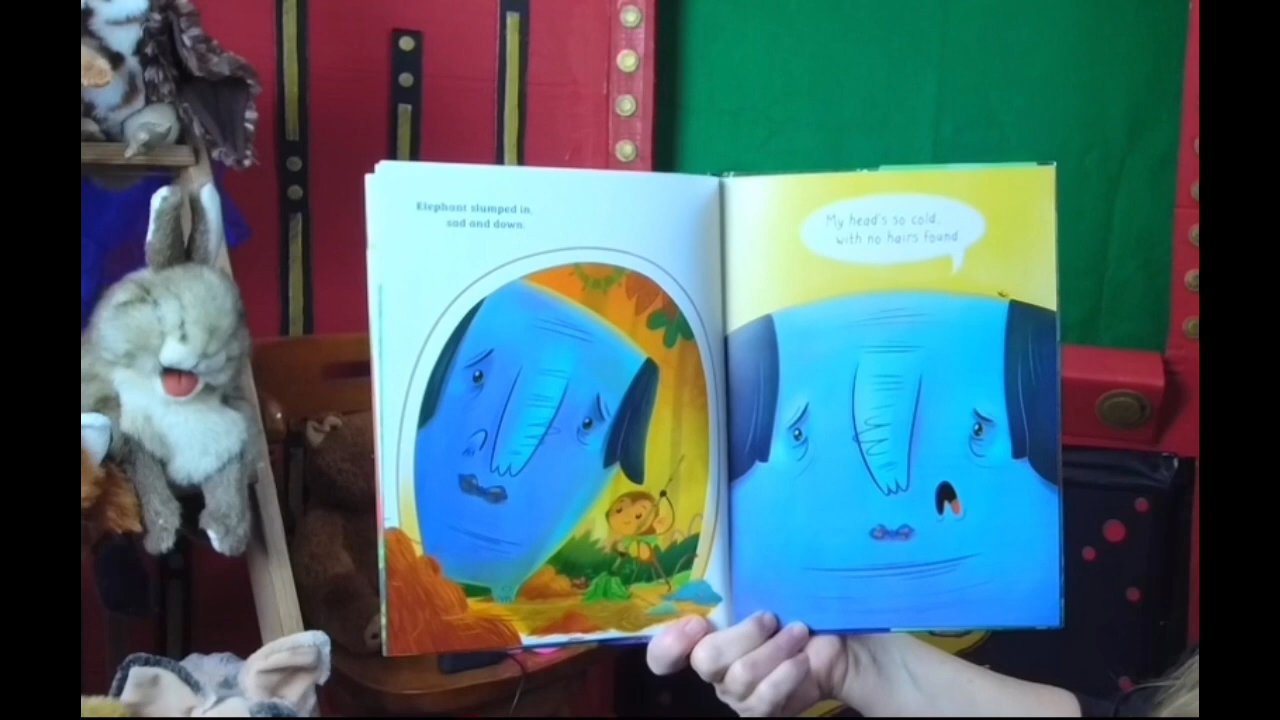 Elephant slumped in,
sad and down.
My head's so cold,
with no hairs found